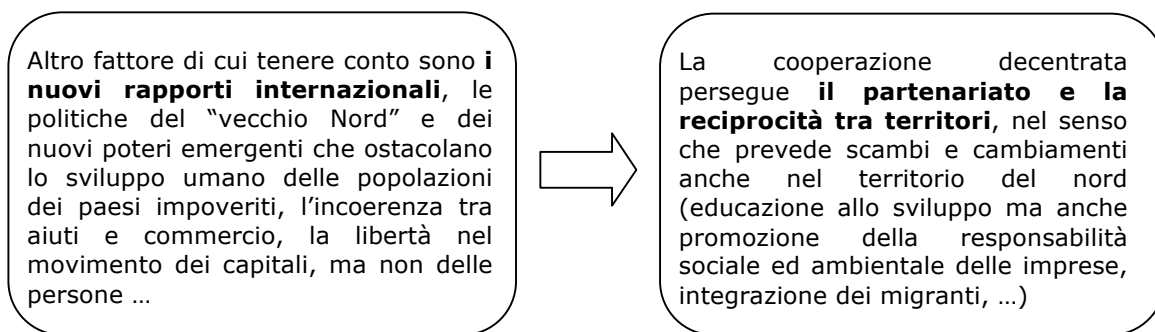 Altro fattore di cui tenere conto sono i
nuovi rapporti internazionali, le
politiche del “vecchio Nord” e dei
nuovi poteri emergenti che ostacolano
lo sviluppo umano delle popolazioni
dei paesi impoveriti, l’incoerenza tra
aiuti e commercio, la libertà nel
movimento dei capitali, ma non delle
persone …
La cooperazione decentrata
persegue il partenariato e la
reciprocità tra territori, nel senso
che prevede scambi e cambiamenti
anche nel territorio del nord
(educazione allo sviluppo ma anche
promozione della responsabilità
sociale ed ambientale delle imprese,
integrazione dei migranti, …)